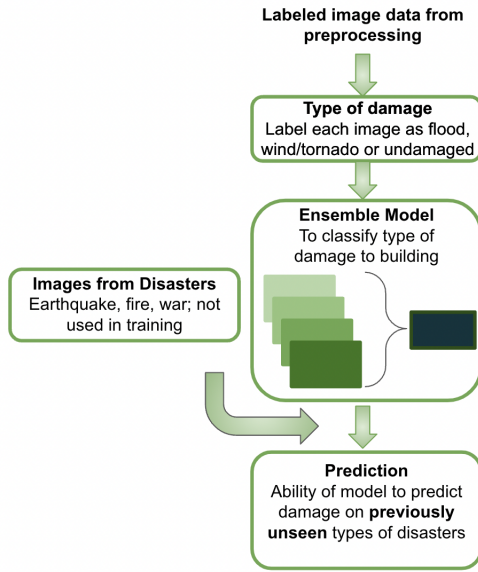 Labeled image data from
preprocessing
Type of damage
Label each image as flood,
wind/tornado or undamaged
Ensemble Model
To classify type of
damage to building
Images from Disasters
Earthquake, fire, war; not
used in training
Prediction
Ability of model to predict
damage on previously
unseen types of disasters